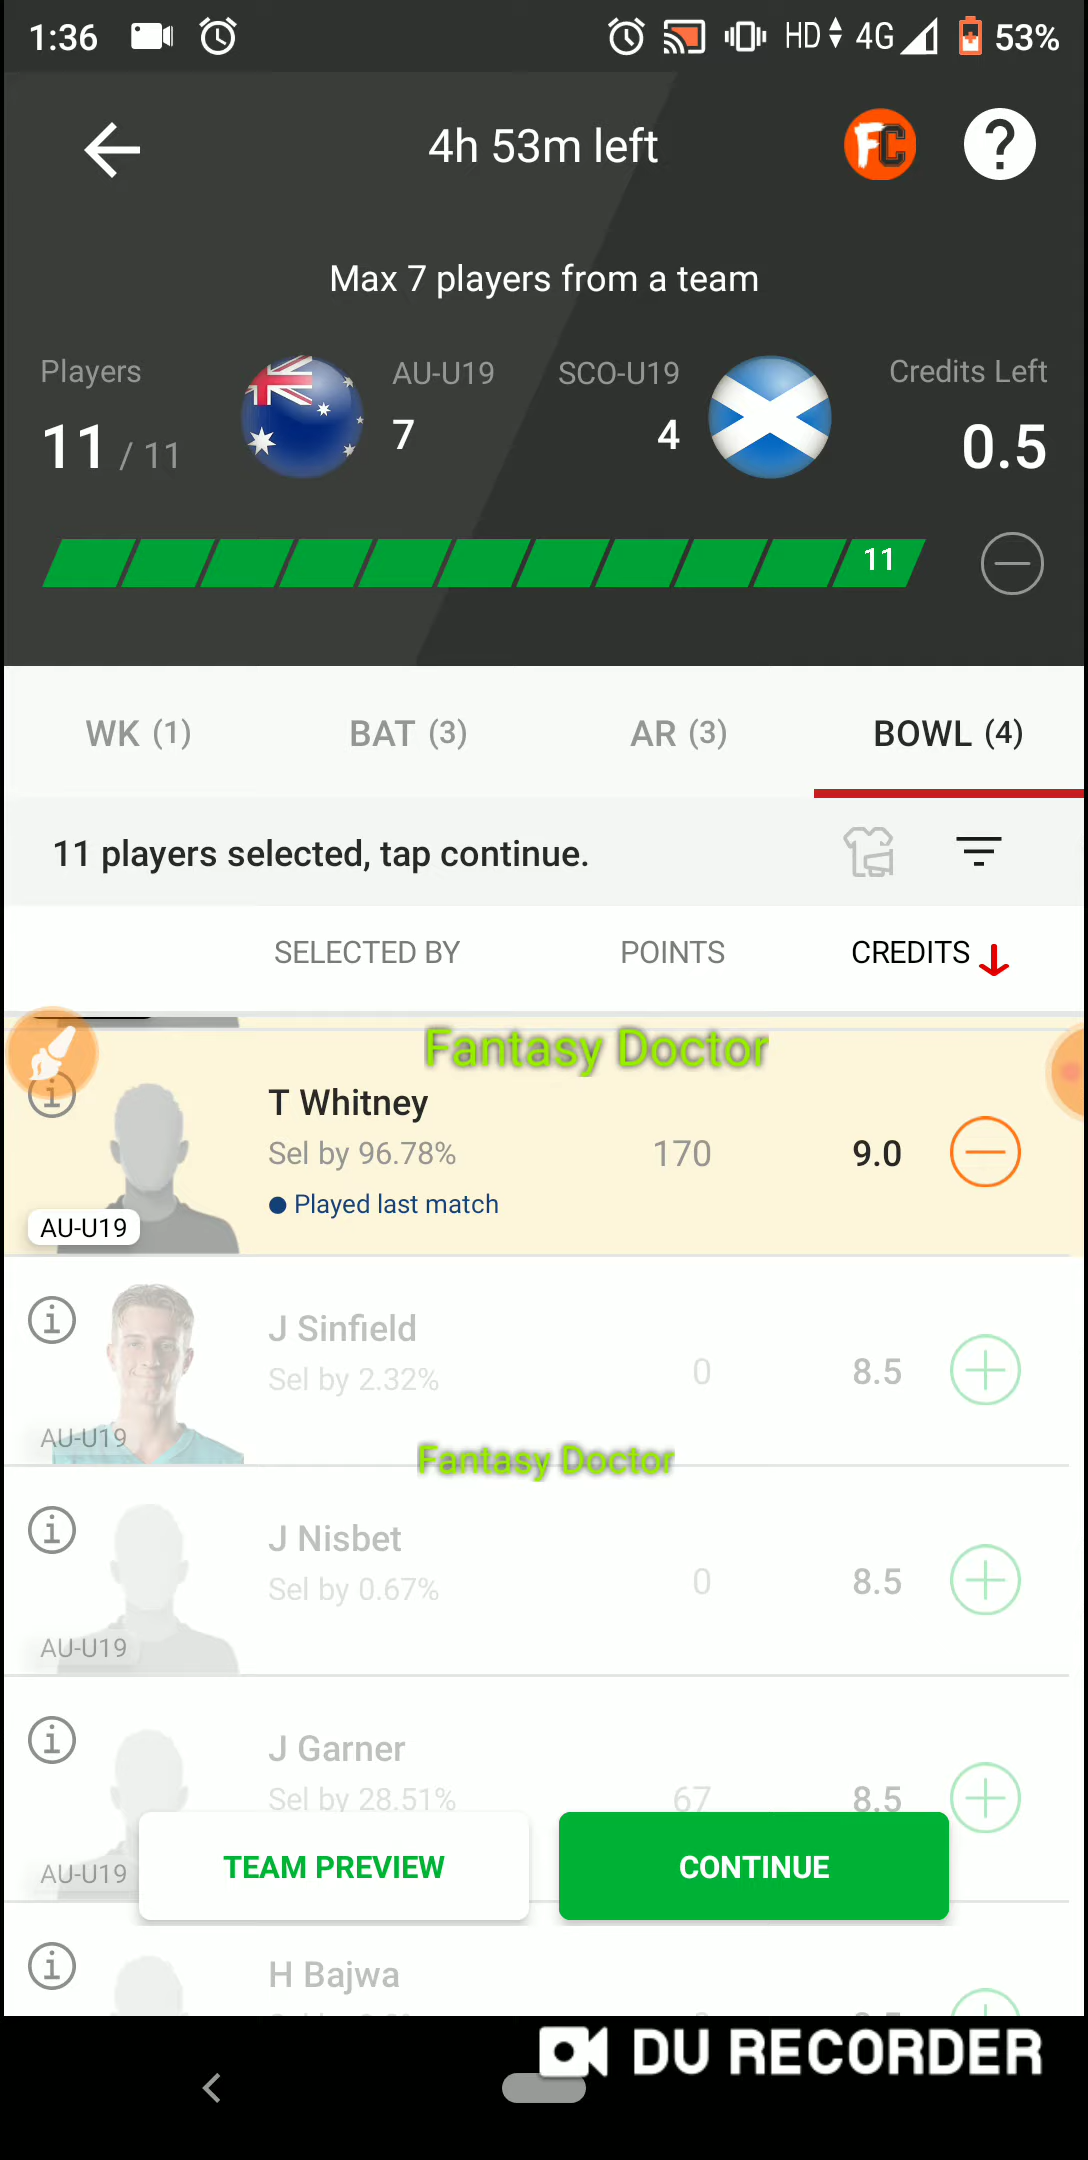 1:36 HD 4G 53%
4h 53m left FC ?
Max 7 players from a team
Players AU-U19 SCO-U19 Credits Left
11 / 11 7 4 0.5
11
WK (1) BAT (3) AR (3) BOWL (4)
11 players selected, tap continue.
SELECTED BY POINTS CREDITS
Fantasy Doctor
T Whitney
Sel by 96.78% 170 9.0
Played last match
AU-U19
J Sinfield
Sel by 2.32% 0 8.5
AU-U19
Fantasy Doctor
J Nisbet
Sel by 0.67% 0 8.5
AU-U19
J Garner
Sel by 28.51% 67 8.5
AU-U19
TEAM PREVIEW CONTINUE
H Bajwa
DU RECORDER